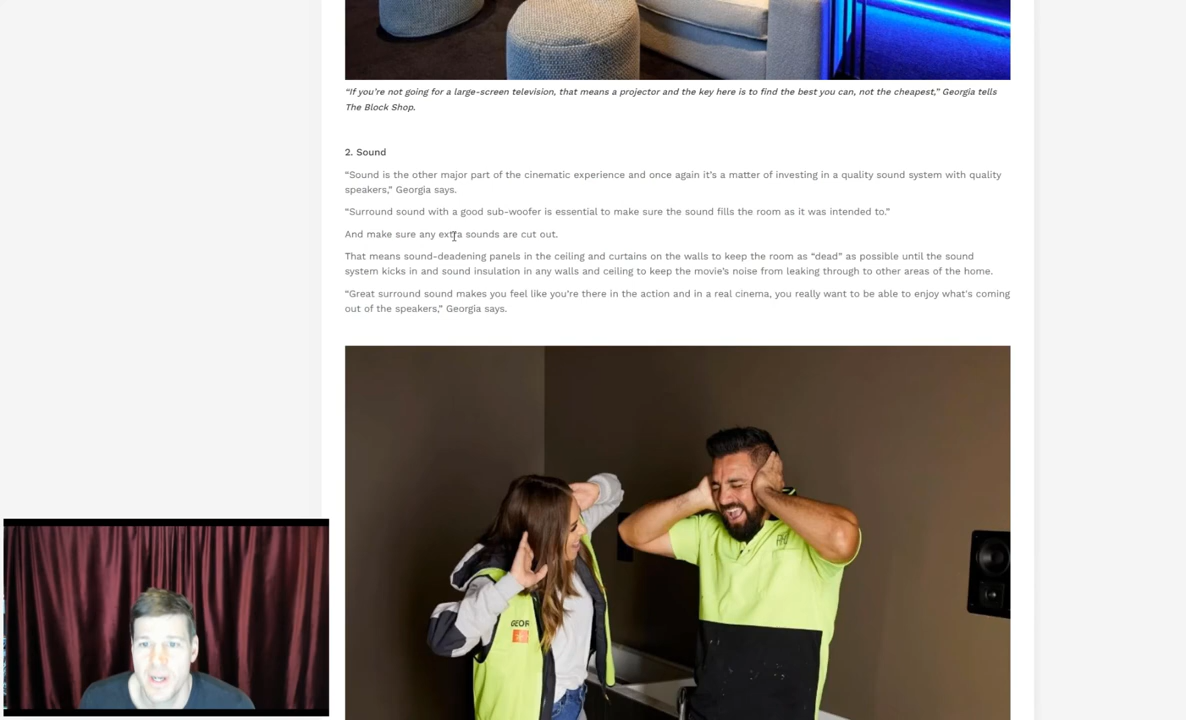 “If you’re not going for a large-screen television, that means a projector and the key here is to find the best you can, not the cheapest,” Georgia tells
The Block Shop.
2. Sound
“Sound is the other major part of the cinematic experience and once again it’s a matter of investing in a quality sound system with quality
speakers,” Georgia says.
“Surround sound with a good sub-woofer is essential to make sure the sound fills the room as it was intended to.”
And make sure any extra sounds are cut out.
That means sound-deadening panels in the ceiling and curtains on the walls to keep the room as “dead” as possible until the sound
system kicks in and sound insulation in any walls and ceiling to keep the movie’s noise from leaking through to other areas of the home.
“Great surround sound makes you feel like you’re there in the action and in a real cinema, you really want to be able to enjoy what's coming
out of the speakers,” Georgia says.
GEOR